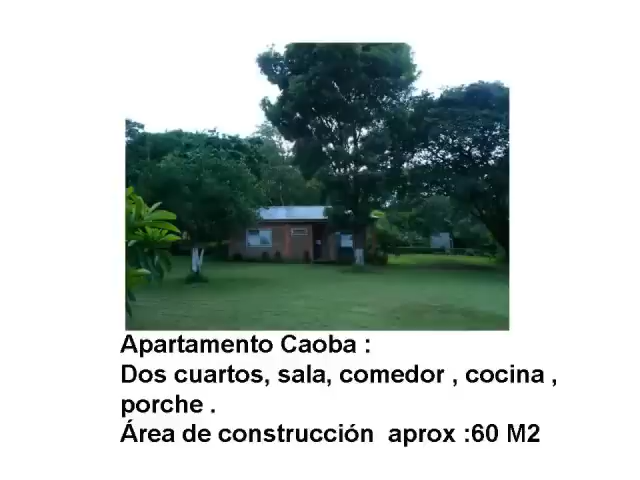 Apartamento Caoba :
Dos cuartos, sala, comedor , cocina ,
porche .
Área de construcción  aprox :60 M2